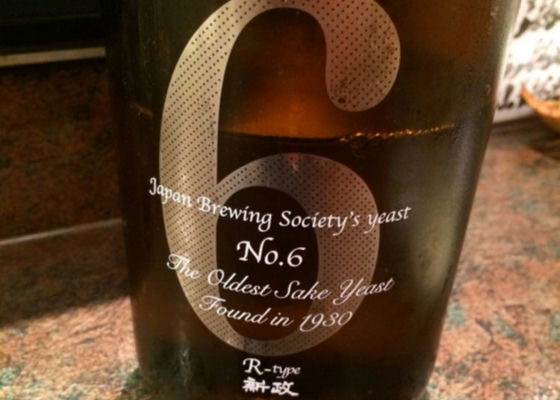 6
Japan Brewing Society's yeast
No.6
The Oldest Sake Yeast
Found in 1930
R-type
新政